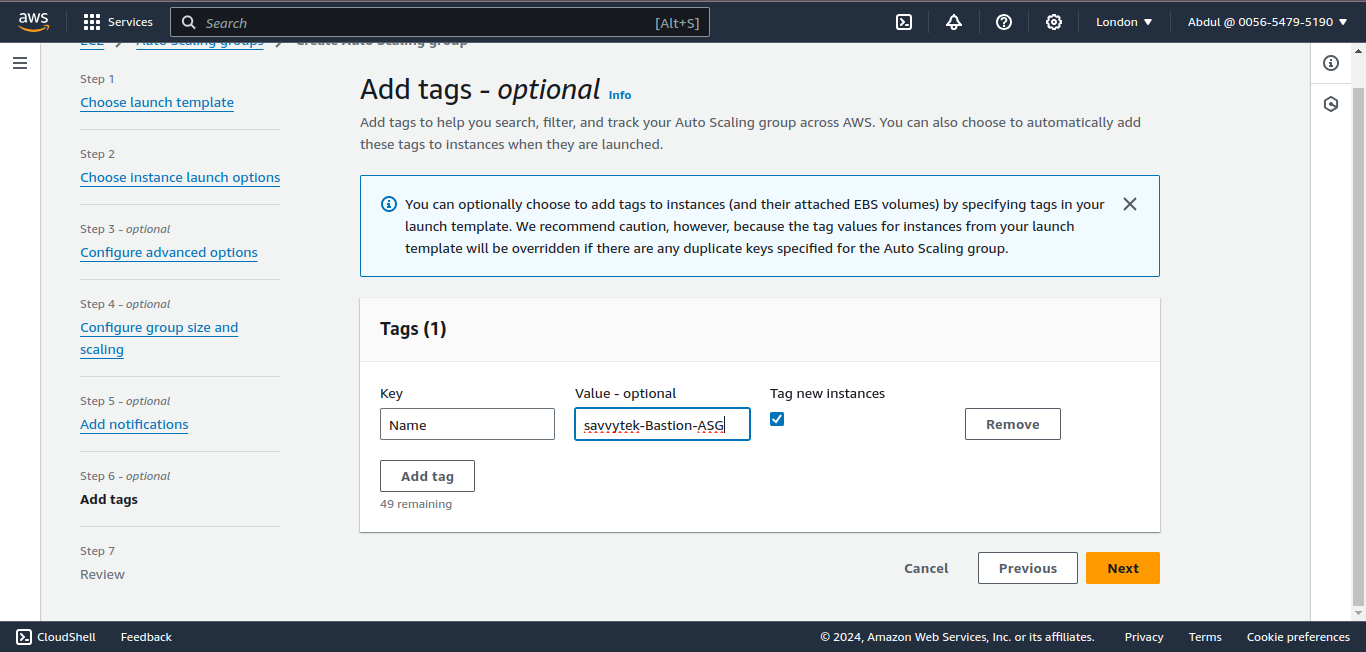 aws
Services
Search
[Alt+S]
London
Abdul @ 0056-5479-5190
EC2
Auto Scaling groups
Create Auto Scaling group
Step 1
Choose launch template
Step 2
Choose instance launch options
Step 3 - optional
Configure advanced options
Step 4 - optional
Configure group size and
scaling
Step 5 - optional
Add notifications
Step 6 - optional
Add tags
Step 7
Review
Add tags - optional Info
Add tags to help you search, filter, and track your Auto Scaling group across AWS. You can also choose to automatically add
these tags to instances when they are launched.
You can optionally choose to add tags to instances (and their attached EBS volumes) by specifying tags in your
launch template. We recommend caution, however, because the tag values for instances from your launch
template will be overridden if there are any duplicate keys specified for the Auto Scaling group.
Tags (1)
Key
Value - optional
Tag new instances
Name
savvytek-Bastion-ASG
Remove
Add tag
49 remaining
Cancel
Previous
Next
CloudShell
Feedback
© 2024, Amazon Web Services, Inc. or its affiliates.
Privacy
Terms
Cookie preferences